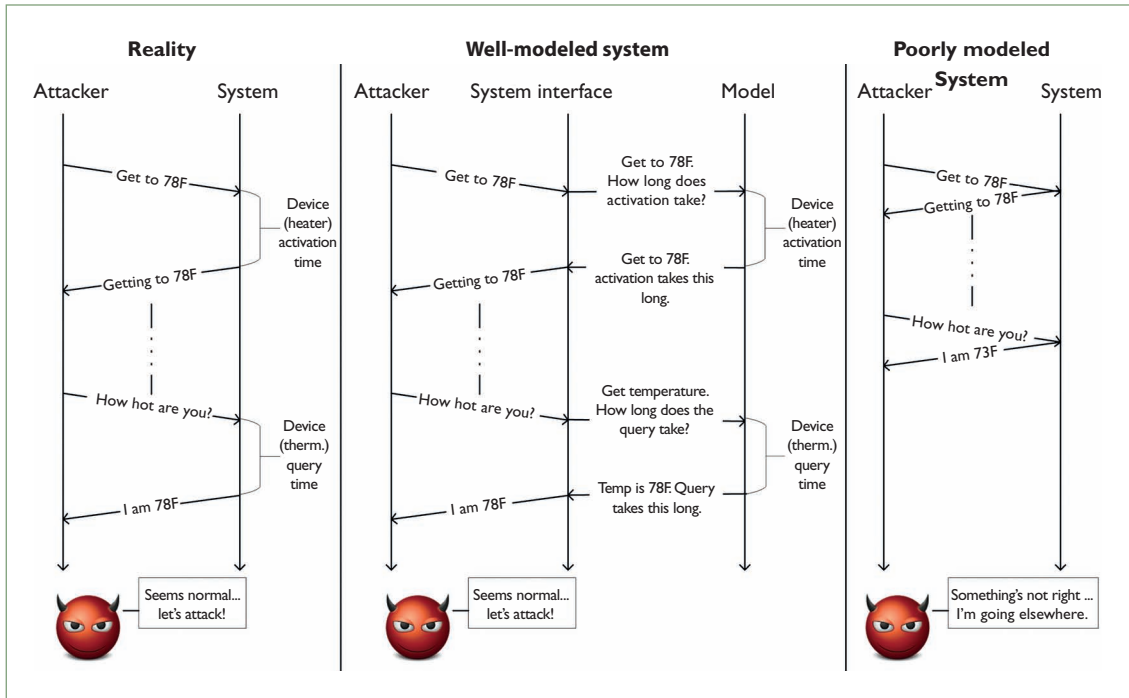 Reality
Attacker
System
Get to 78F
Device
(heater)
activation
time
Getting to 78F
How hot are you?
Device
(therm.)
query
time
I am 78F
Seems normal...
let's attack!
Well-modeled system
Attacker
System interface
Model
Get to 78F
Get to 78F.
How long does
activation take?
Device
(heater)
activation
time
Getting to 78F
Get to 78F.
activation takes this
long.
How hot are you?
Get temperature.
How long does the
query take?
Device
(therm.)
query
time
I am 78F
Temp is 78F. Query
takes this long.
Seems normal...
let's attack!
Poorly modeled
System
Attacker
System
Get to 78F
Getting to 78F
How hot are you?
I am 73F
Something's not right ...
I'm going elsewhere.